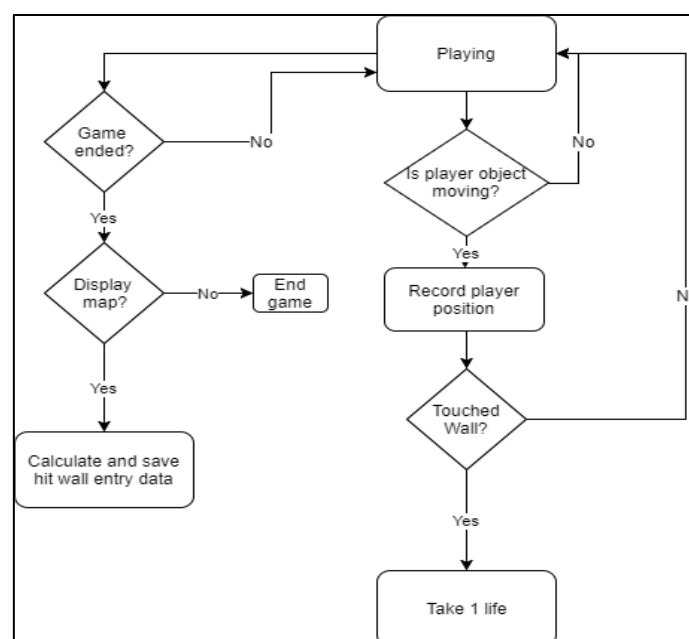 Playing
Game
ended?
No
Is player object
moving?
No
Yes
Yes
Display
map?
No
End
game
Record player
position
N
Touched
Wall?
Yes
Calculate and save
hit wall entry data
Yes
Take 1 life